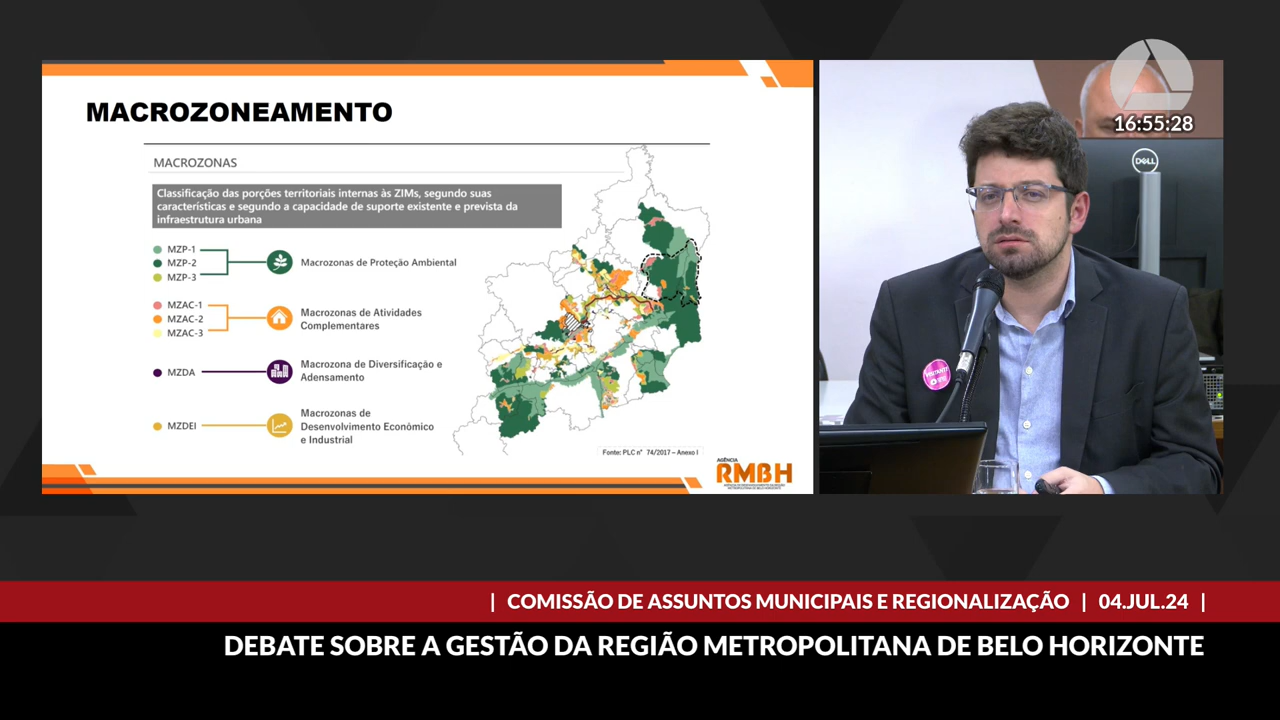 MACROZONEAMENTO
MACROZONAS
Classificação das porções territoriais internas às ZIMs, segundo suas
características e segundo a capacidade de suporte existente e prevista da
infraestrutura urbana
MZP-1
MZP-2
MZP-3
Macrozonas de Proteção Ambiental
MZAC-1
MZAC-2
MZAC-3
Macrozonas de Atividades
Complementares
MZDA
Macrozona de Diversificação e
Adensamento
MZDEI
Macrozonas de
Desenvolvimento Econômico
e Industrial
Fonte: PLC n° 74/2017 – Anexo I
AGÊNCIA
RMBH
16:55:28
DELL
| COMISSÃO DE ASSUNTOS MUNICIPAIS E REGIONALIZAÇÃO | 04.JUL.24 |
DEBATE SOBRE A GESTÃO DA REGIÃO METROPOLITANA DE BELO HORIZONTE